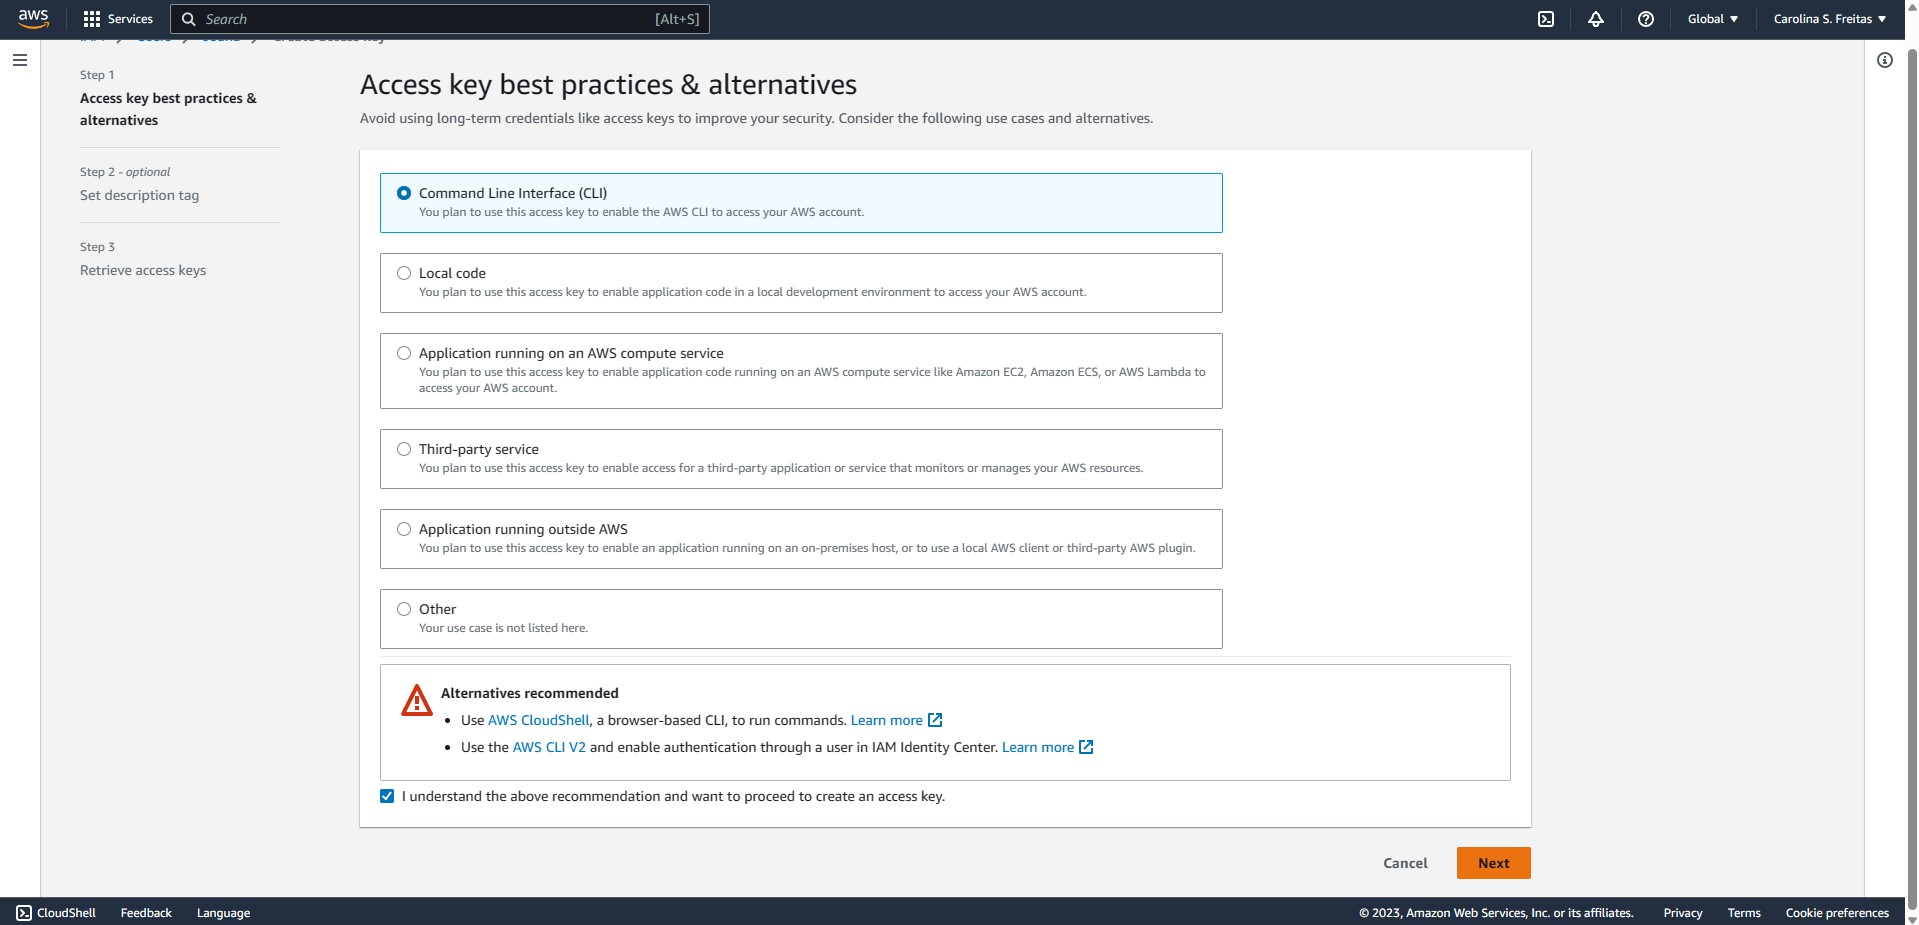 aws
Services
Search
[Alt+S]
Global
Carolina S. Freitas
Create access key
Step 1
Access key best practices &
alternatives
Step 2 - optional
Set description tag
Step 3
Retrieve access keys
Access key best practices & alternatives
Avoid using long-term credentials like access keys to improve your security. Consider the following use cases and alternatives.
Command Line Interface (CLI)
You plan to use this access key to enable the AWS CLI to access your AWS account.
Local code
You plan to use this access key to enable application code in a local development environment to access your AWS account.
Application running on an AWS compute service
You plan to use this access key to enable application code running on an AWS compute service like Amazon EC2, Amazon ECS, or AWS Lambda to
access your AWS account.
Third-party service
You plan to use this access key to enable access for a third-party application or service that monitors or manages your AWS resources.
Application running outside AWS
You plan to use this access key to enable an application running on an on-premises host, or to use a local AWS client or third-party AWS plugin.
Other
Your use case is not listed here.
Alternatives recommended
• Use AWS CloudShell, a browser-based CLI, to run commands. Learn more
• Use the AWS CLI V2 and enable authentication through a user in IAM Identity Center. Learn more
I understand the above recommendation and want to proceed to create an access key.
Cancel
Next
CloudShell
Feedback
Language
© 2023, Amazon Web Services, Inc. or its affiliates.
Privacy
Terms
Cookie preferences